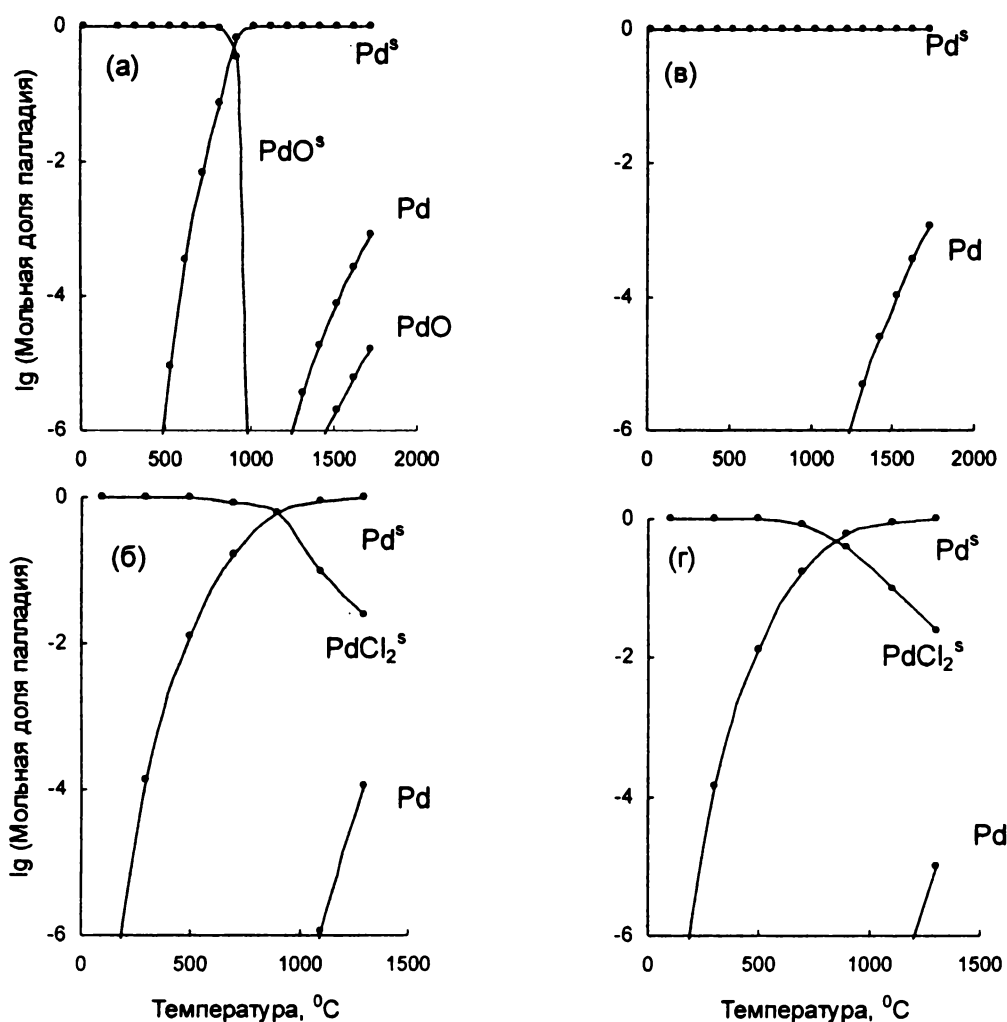 lg (Мольная доля палладия)
0
-2
-4
-6
(а)
Pdˢ
PdOˢ
Pd
PdO
0 500 1000 1500 2000
0
-2
-4
-6
(в)
Pdˢ
Pd
0 500 1000 1500 2000
lg (Мольная доля палладия)
0
-2
-4
-6
(б)
Pdˢ
PdCl₂ˢ
Pd
0 500 1000 1500
Температура, ⁰C
0
-2
-4
-6
(г)
Pdˢ
PdCl₂ˢ
Pd
0 500 1000 1500
Температура, ⁰C